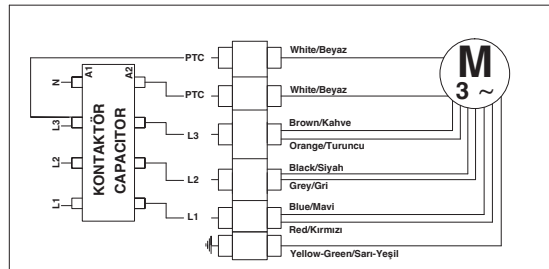 A1
A2
N
L3
L2
L1
KONTAKTÖR
CAPACITOR
PTC
PTC
L3
L2
L1
White/Beyaz
White/Beyaz
Brown/Kahve
Orange/Turuncu
Black/Siyah
Grey/Gri
Blue/Mavi
Red/Kırmızı
Yellow-Green/Sarı-Yeşil
M
3 ~